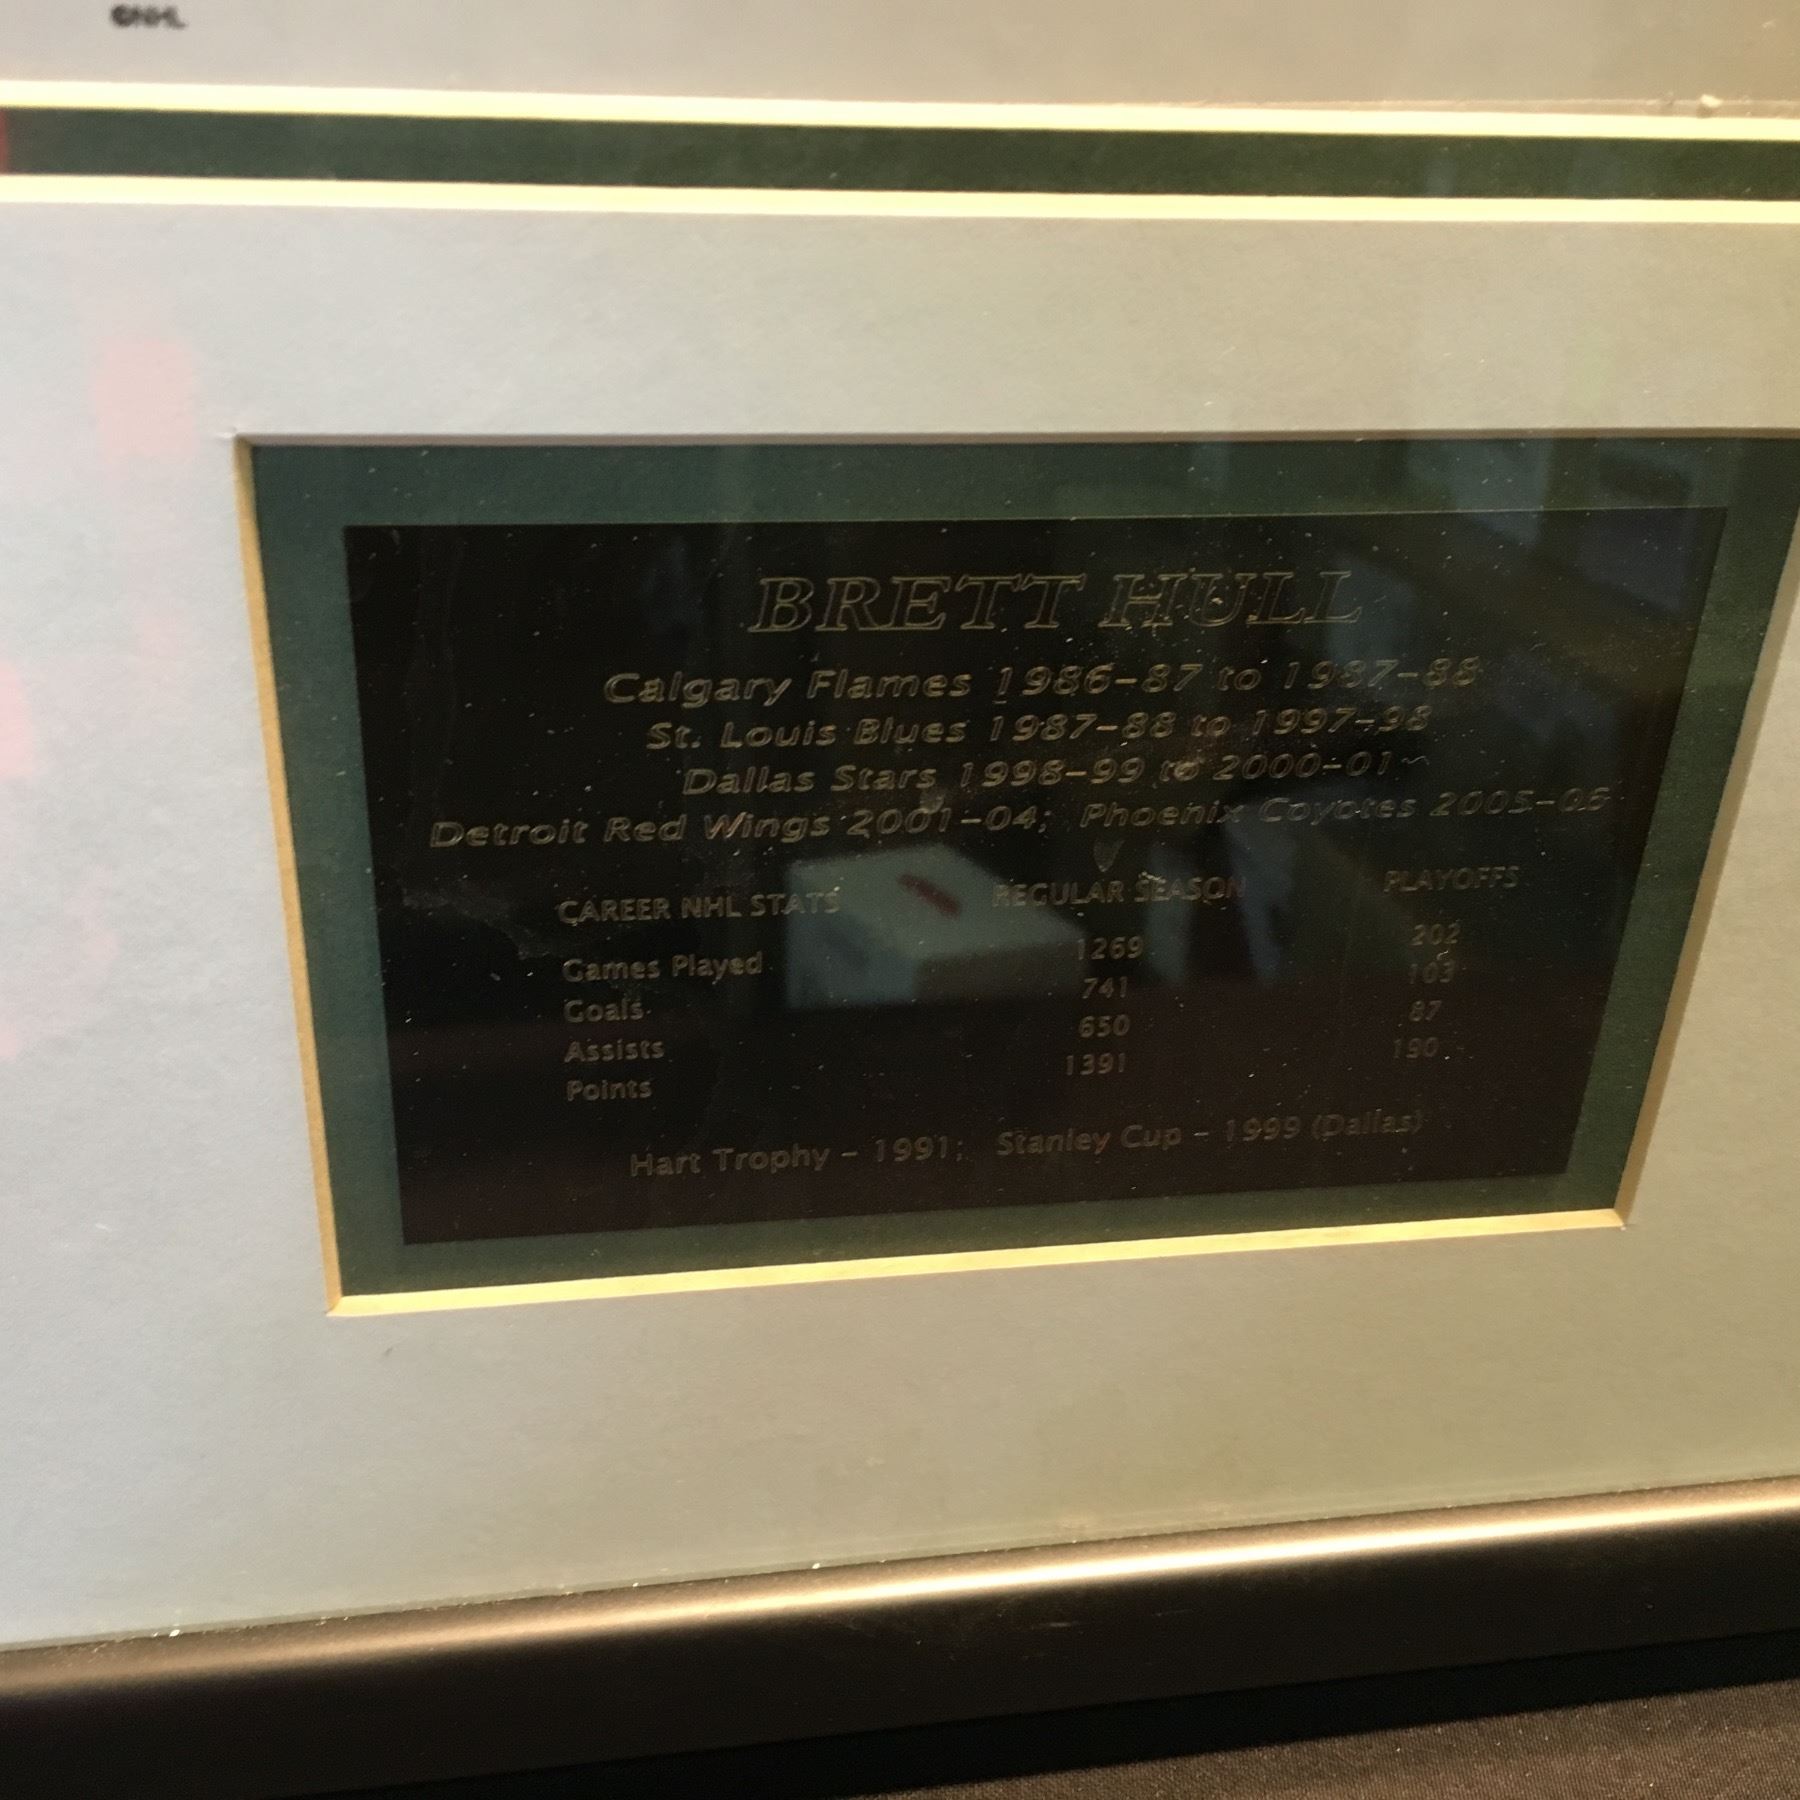 ©NHL
BRETT HULL
Calgary Flames 1986-87 to 1987-88
St. Louis Blues 1987-88 to 1997-98
Dallas Stars 1998-99 to 2000-01
Detroit Red Wings 2001-04; Phoenix Coyotes 2005-06
CAREER NHL STATS REGULAR SEASON PLAYOFFS
Games Played 1269 202
Goals 741 103
Assists 650 87
Points 1391 190
Hart Trophy - 1991; Stanley Cup - 1999 (Dallas)